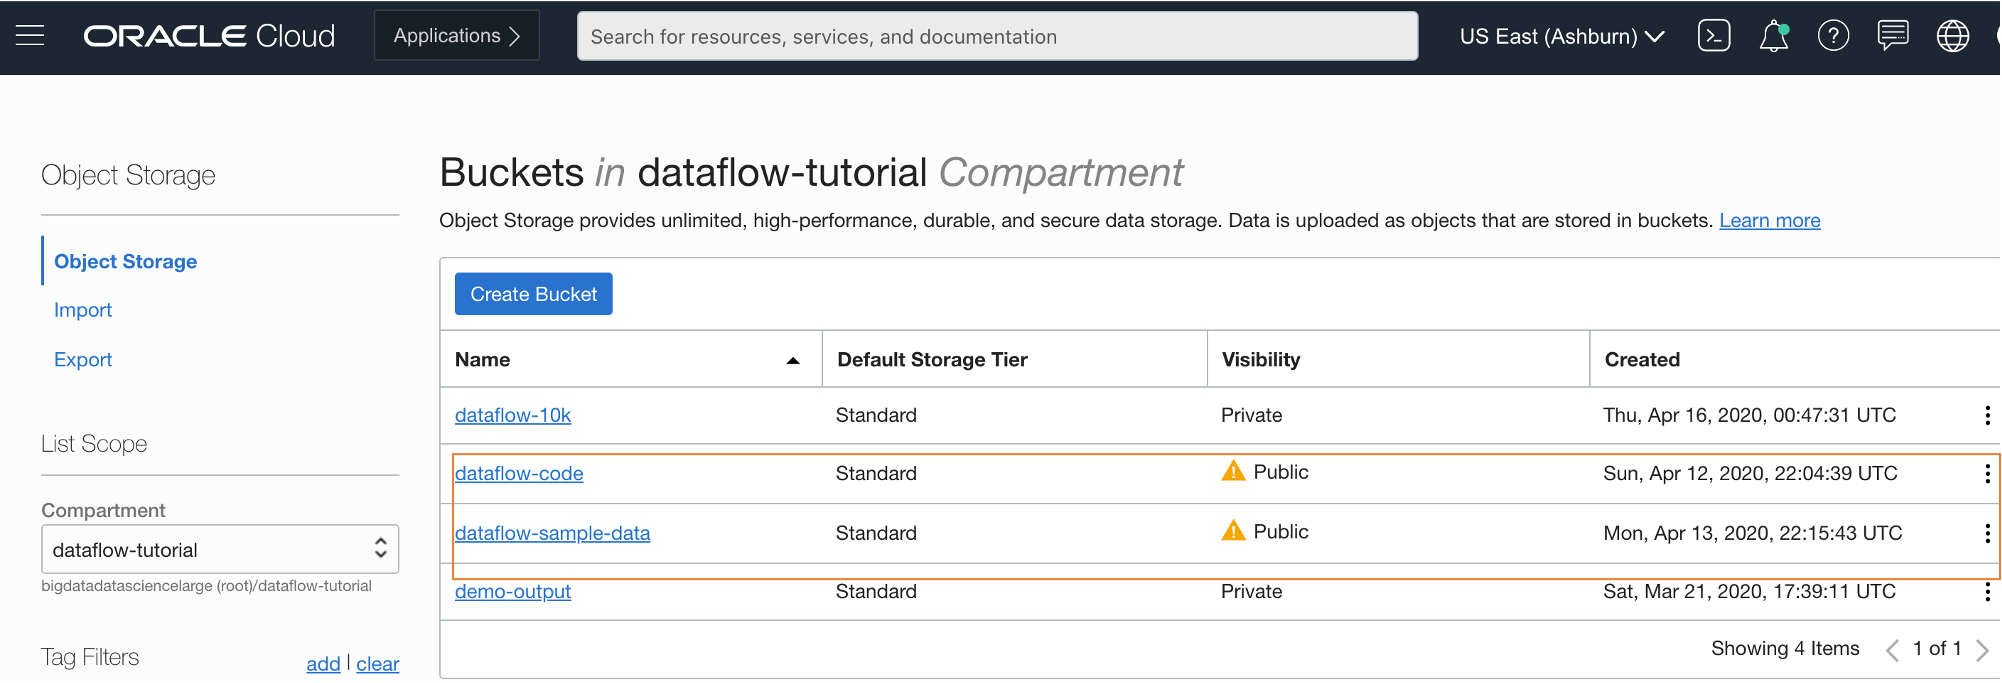 ORACLE Cloud
Applications
Search for resources, services, and documentation
US East (Ashburn)
Object Storage
Object Storage
Import
Export
List Scope
Compartment
dataflow-tutorial
bigdatadatasciencelarge (root)/dataflow-tutorial
Tag Filters add | clear
Buckets in dataflow-tutorial Compartment
Object Storage provides unlimited, high-performance, durable, and secure data storage. Data is uploaded as objects that are stored in buckets. Learn more
Create Bucket
Name Default Storage Tier Visibility Created
dataflow-10k Standard Private Thu, Apr 16, 2020, 00:47:31 UTC
dataflow-code Standard Public Sun, Apr 12, 2020, 22:04:39 UTC
dataflow-sample-data Standard Public Mon, Apr 13, 2020, 22:15:43 UTC
demo-output Standard Private Sat, Mar 21, 2020, 17:39:11 UTC
Showing 4 Items 1 of 1